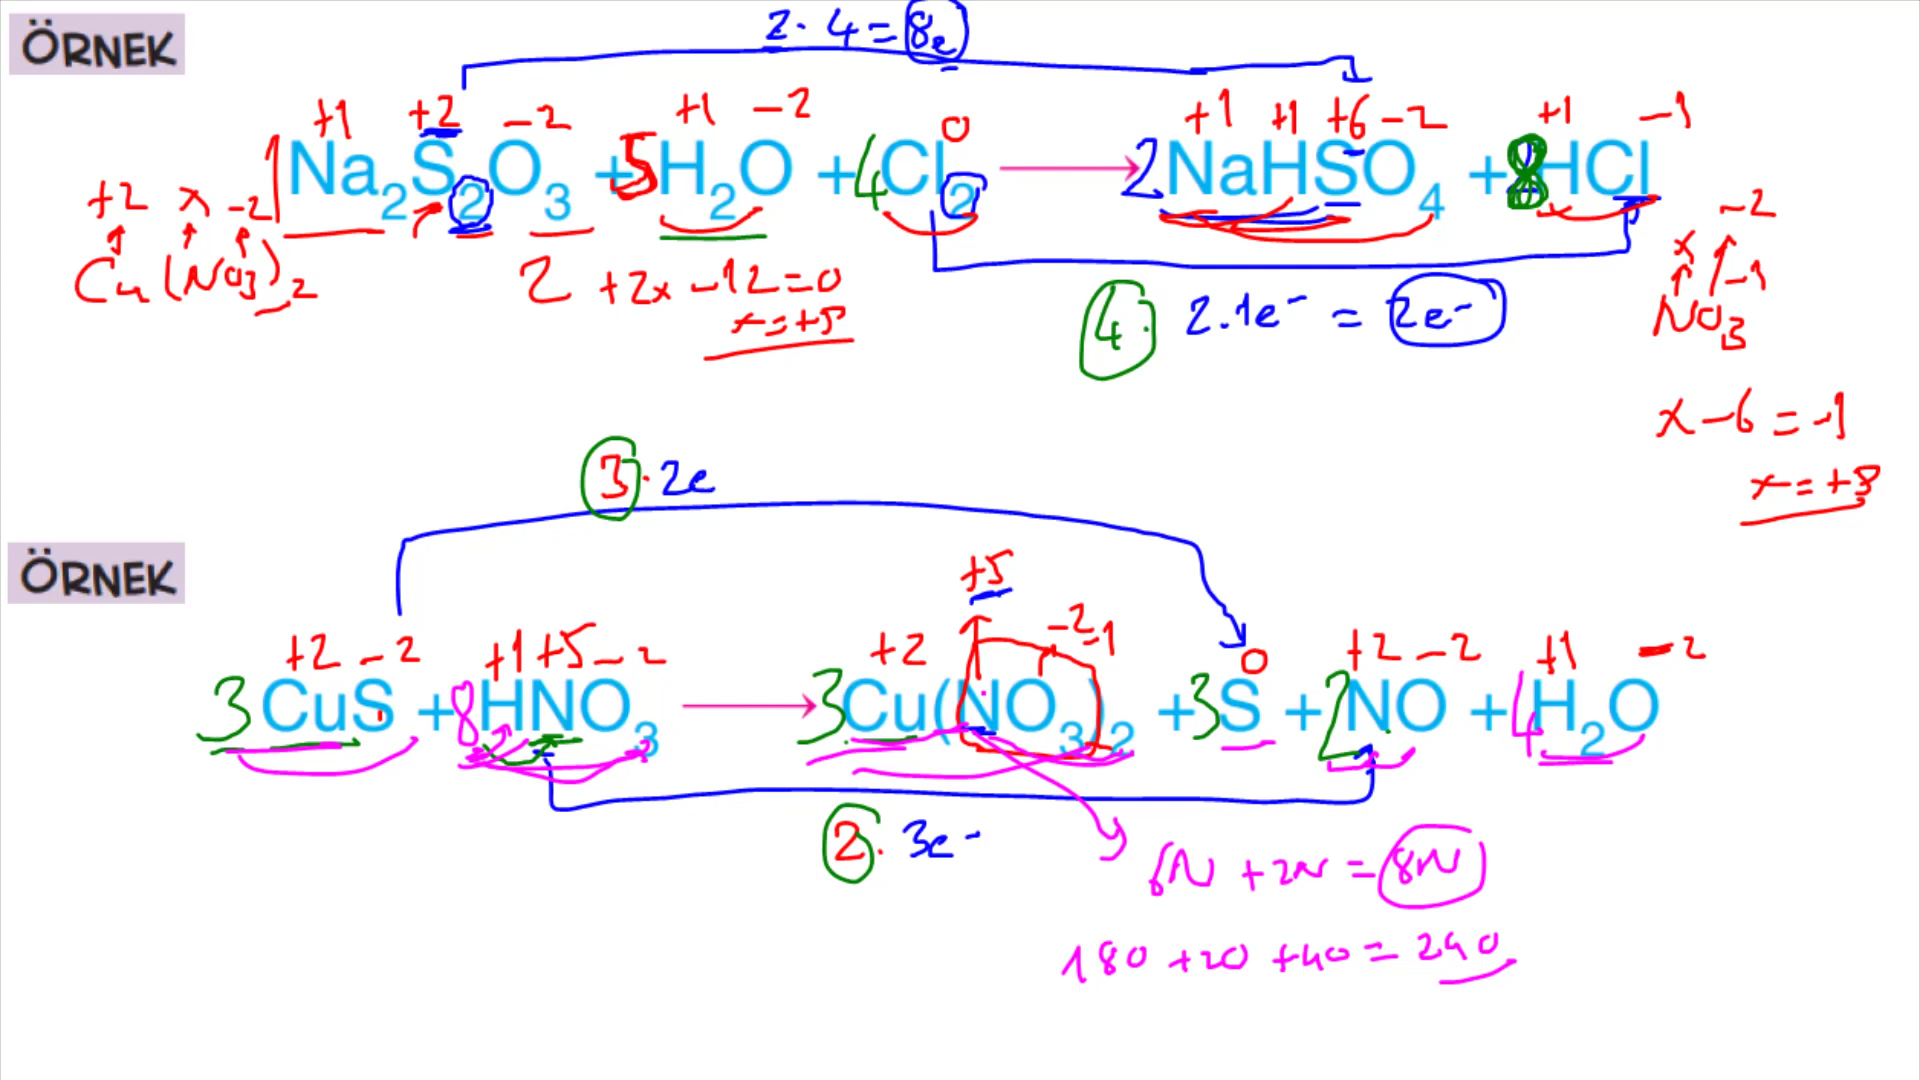 2. 4 = 8e
ÖRNEK
+1 +2 -2 +1 -2 0 +1 +1 +6 -2 +1 -1
1Na₂S₂O₃ + 5H₂O + 4Cl₂ → 2NaHSO₄ + 8HCl
+2 x -2
Cu(NO₃)₂
2 +2x -12=0
x=+5
4. 2.1e⁻ = 2e⁻
-2
x -1
NO₃
x-6=-1
x=+5
3. 2e
ÖRNEK
+5
+2 -2 +1 +5 -2 +2 -2 -1 0 +2 -2 +1 -2
3CuS + 8HNO₃ → 3Cu(NO₃)₂ + 3S + 2NO + 4H₂O
2. 3e⁻
6N + 2N = 8N
180 +20 +40 = 240